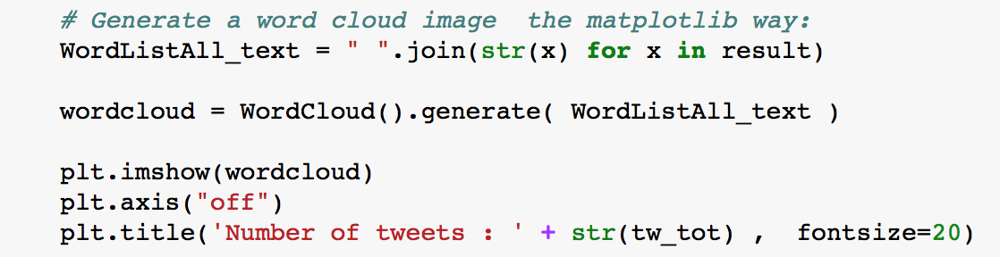 # Generate a word cloud image  the matplotlib way:
WordListAll_text = " ".join(str(x) for x in result)
wordcloud = WordCloud().generate( WordListAll_text )
plt.imshow(wordcloud)
plt.axis("off")
plt.title('Number of tweets : ' + str(tw_tot) ,  fontsize=20)